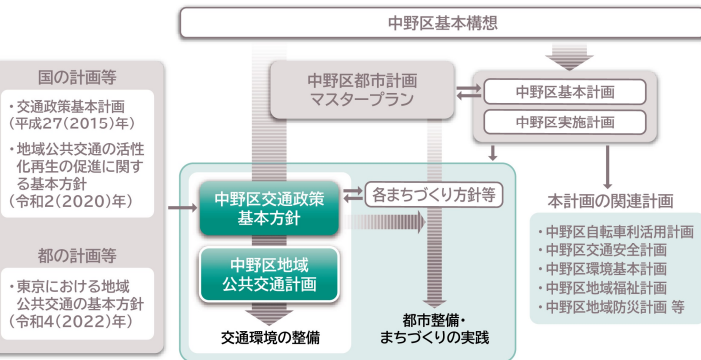 中野区基本構想
国の計画等
・交通政策基本計画
(平成27(2015)年)
・地域公共交通の活性
化再生の促進に関す
る基本方針
(令和2(2020)年)
都の計画等
・東京における地域
公共交通の基本方針
(令和4(2022)年)
中野区都市計画
マスタープラン
中野区基本計画
中野区実施計画
中野区交通政策
基本方針
各まちづくり方針等
中野区地域
公共交通計画
交通環境の整備
都市整備・
まちづくりの実践
本計画の関連計画
・中野区自転車利活用計画
・中野区交通安全計画
・中野区環境基本計画
・中野区地域福祉計画
・中野区地域防災計画 等